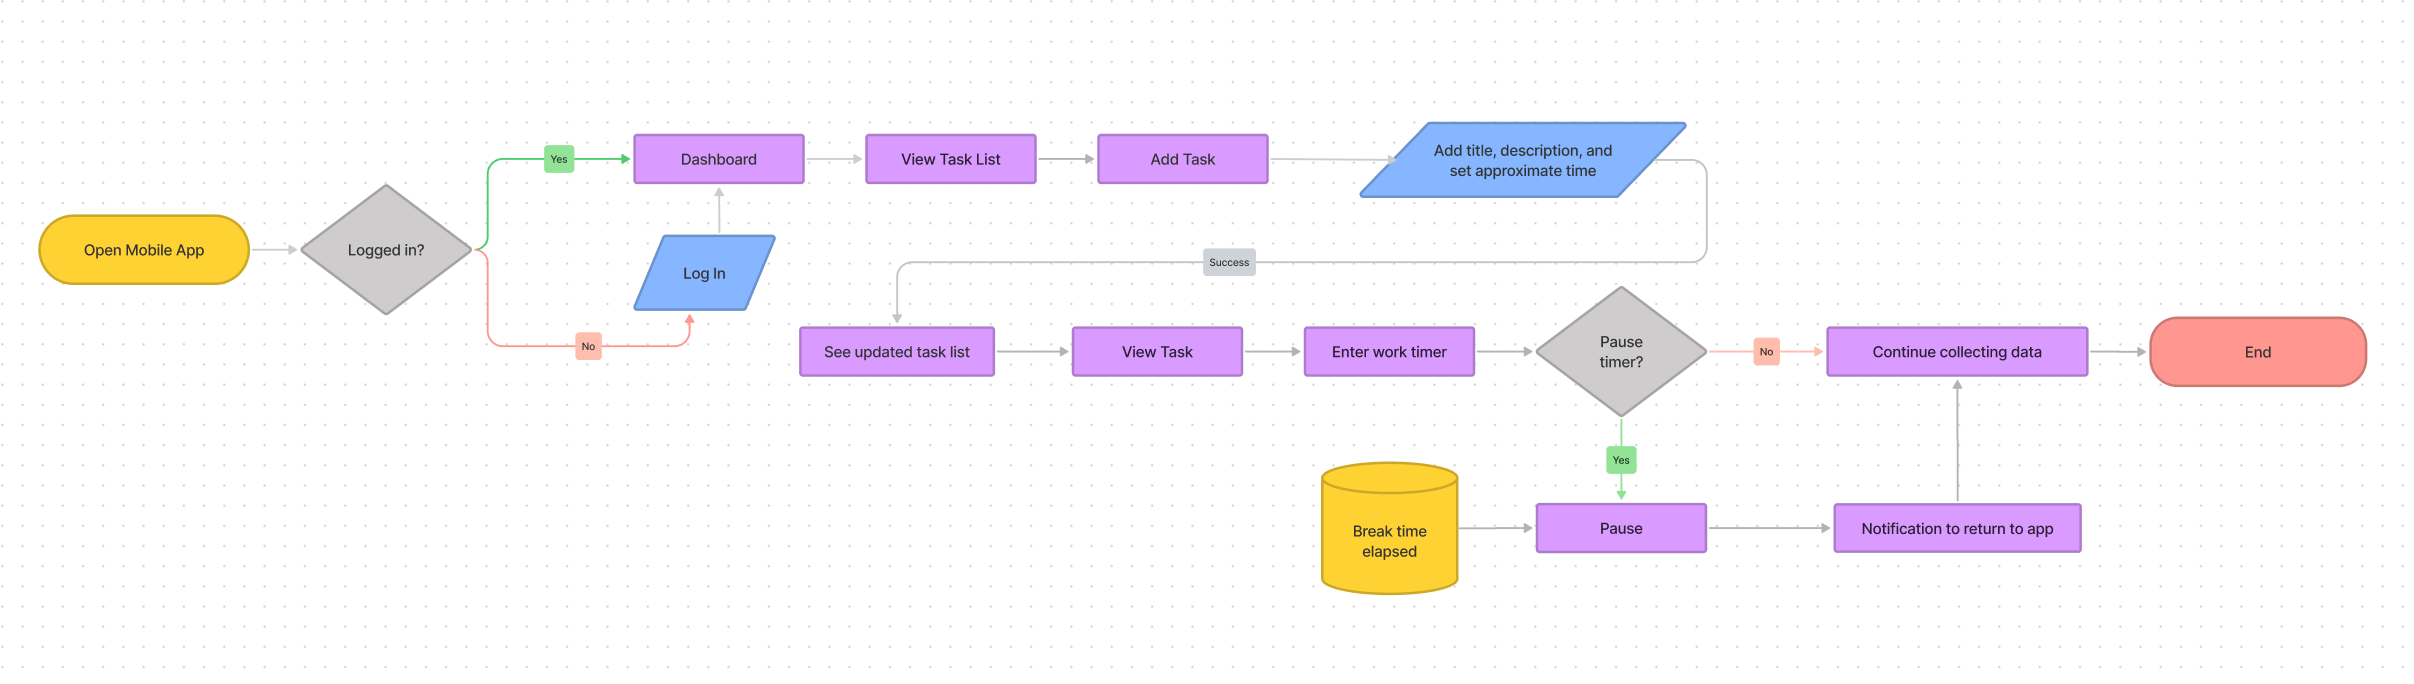 Open Mobile App
Logged in?
Yes
No
Dashboard
Log In
View Task List
Add Task
Add title, description, and
set approximate time
Success
See updated task list
View Task
Enter work timer
Pause
timer?
No
Continue collecting data
End
Yes
Break time
elapsed
Pause
Notification to return to app